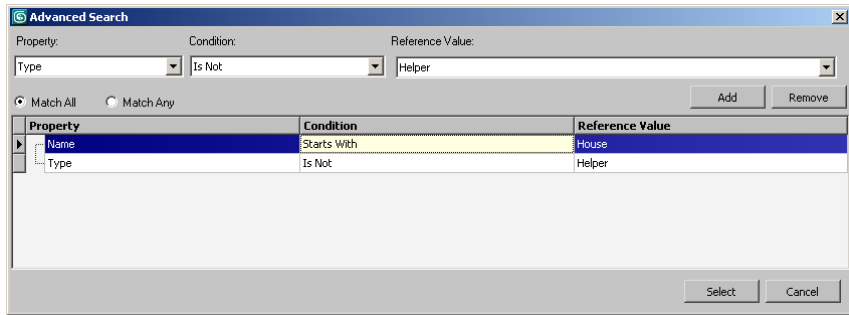 Advanced Search
Property: Condition: Reference Value:
Type Is Not Helper
Match All Match Any Add Remove
Property Condition Reference Value
Name Starts With House
Type Is Not Helper
Select Cancel